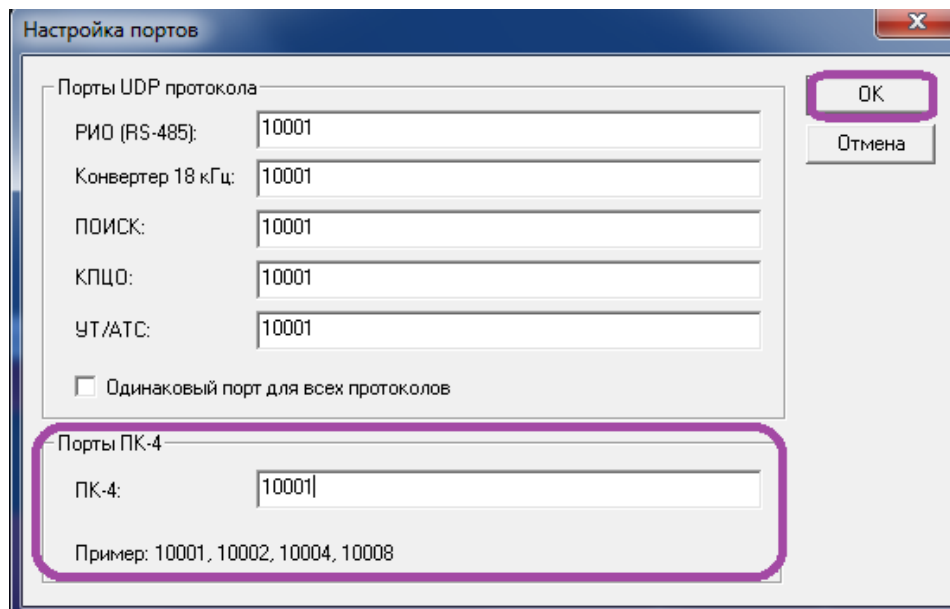 Настройка портов
Порты UDP протокола
РИО (RS-485): 10001
Конвертер 18 кГц: 10001
ПОИСК: 10001
КПЦО: 10001
УТ/АТС: 10001
Одинаковый порт для всех протоколов
Порты ПК-4
ПК-4: 10001
Пример: 10001, 10002, 10004, 10008
OK
Отмена